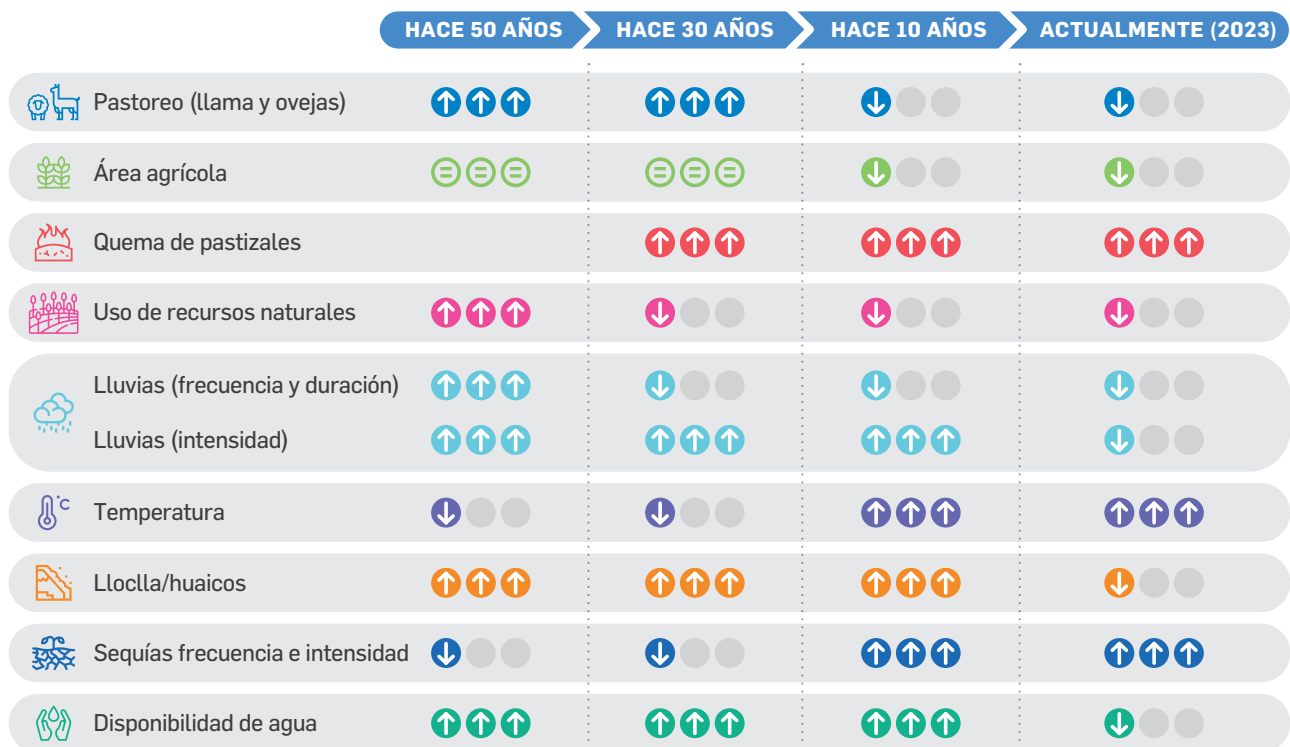 HACE 50 AÑOS HACE 30 AÑOS HACE 10 AÑOS ACTUALMENTE (2023)
Pastoreo (llama y ovejas)
Área agrícola
Quema de pastizales
Uso de recursos naturales
Lluvias (frecuencia y duración)
Lluvias (intensidad)
°C Temperatura
Lloclla/huaicos
Sequías frecuencia e intensidad
Disponibilidad de agua